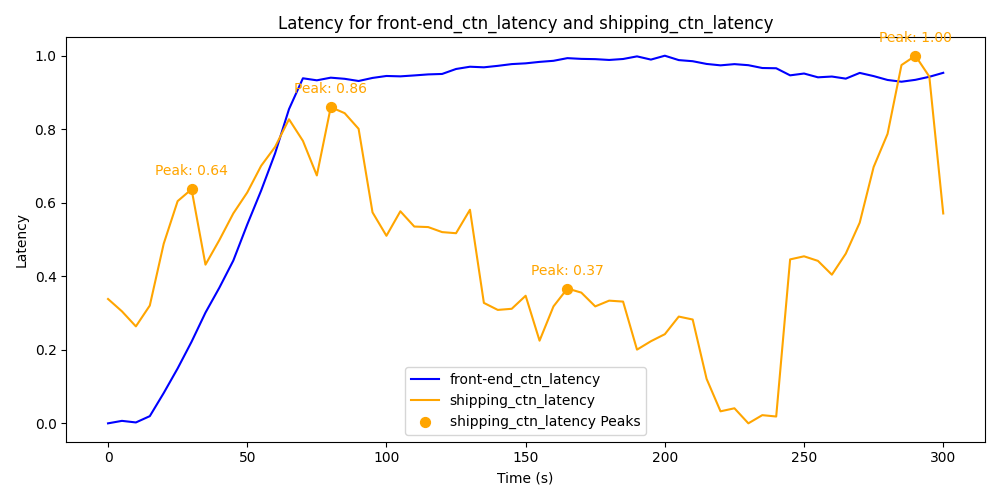 Latency for front-end_ctn_latency and shipping_ctn_latency
Peak: 1.00
Peak: 0.86
Peak: 0.64
Peak: 0.37
Latency
1.0
0.8
0.6
0.4
0.2
0.0
front-end_ctn_latency
shipping_ctn_latency
shipping_ctn_latency Peaks
0 50 100 150 200 250 300
Time (s)